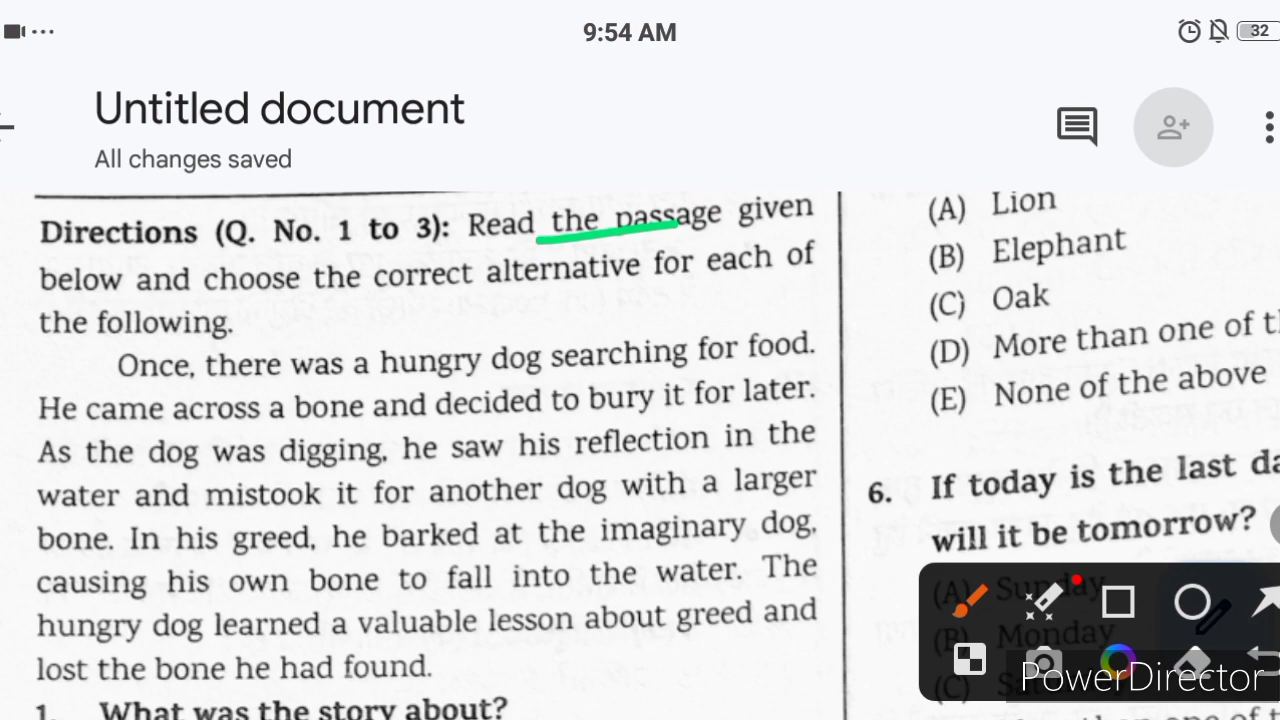 9:54 AM
32
Untitled document
All changes saved
Directions (Q. No. 1 to 3): Read the passage given
below and choose the correct alternative for each of
the following.
Once, there was a hungry dog searching for food.
He came across a bone and decided to bury it for later.
As the dog was digging, he saw his reflection in the
water and mistook it for another dog with a larger
bone. In his greed, he barked at the imaginary dog,
causing his own bone to fall into the water. The
hungry dog learned a valuable lesson about greed and
lost the bone he had found.
1. What was the story about?
(A) Lion
(B) Elephant
(C) Oak
(D) More than one of
(E) None of the above
6. If today is the last
will it be tomorrow?
(A) Sunday
(B) Monday
(C)
PowerDirector